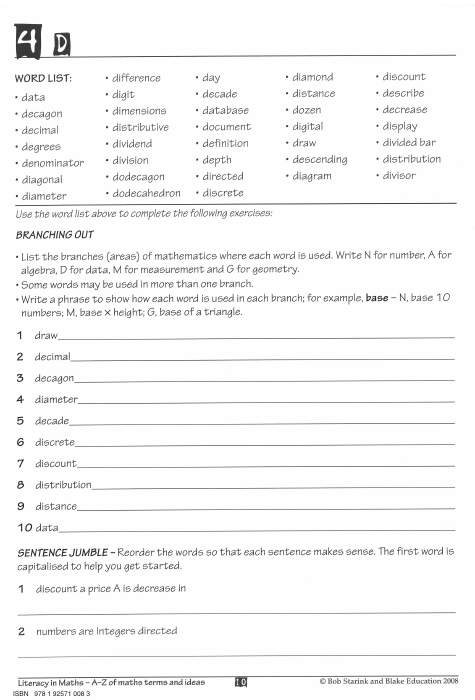 4 D
WORD LIST:
• data
• decagon
• decimal
• degrees
• denominator
• diagonal
• diameter
• difference
• digit
• dimensions
• distributive
• dividend
• division
• dodecagon
• dodecahedron
• day
• decade
• database
• document
• definition
• depth
• directed
• discrete
• diamond
• distance
• dozen
• digital
• draw
• descending
• diagram
• discount
• describe
• decrease
• display
• divided bar
• distribution
• divisor
Use the word list above to complete the following exercises:
BRANCHING OUT
• List the branches (areas) of mathematics where each word is used. Write N for number, A for
algebra, D for data, M for measurement and G for geometry.
• Some words may be used in more than one branch.
• Write a phrase to show how each word is used in each branch; for example, base – N, base 10
numbers; M, base × height; G, base of a triangle.
1 draw
2 decimal
3 decagon
4 diameter
5 decade
6 discrete
7 discount
8 distribution
9 distance
10 data
SENTENCE JUMBLE – Reorder the words so that each sentence makes sense. The first word is
capitalised to help you get started.
1 discount a price A is decrease in
2 numbers are Integers directed
Literacy in Maths – A–Z of maths terms and ideas 10 © Bob Starink and Blake Education 2008
ISBN 978 1 92571 008 3